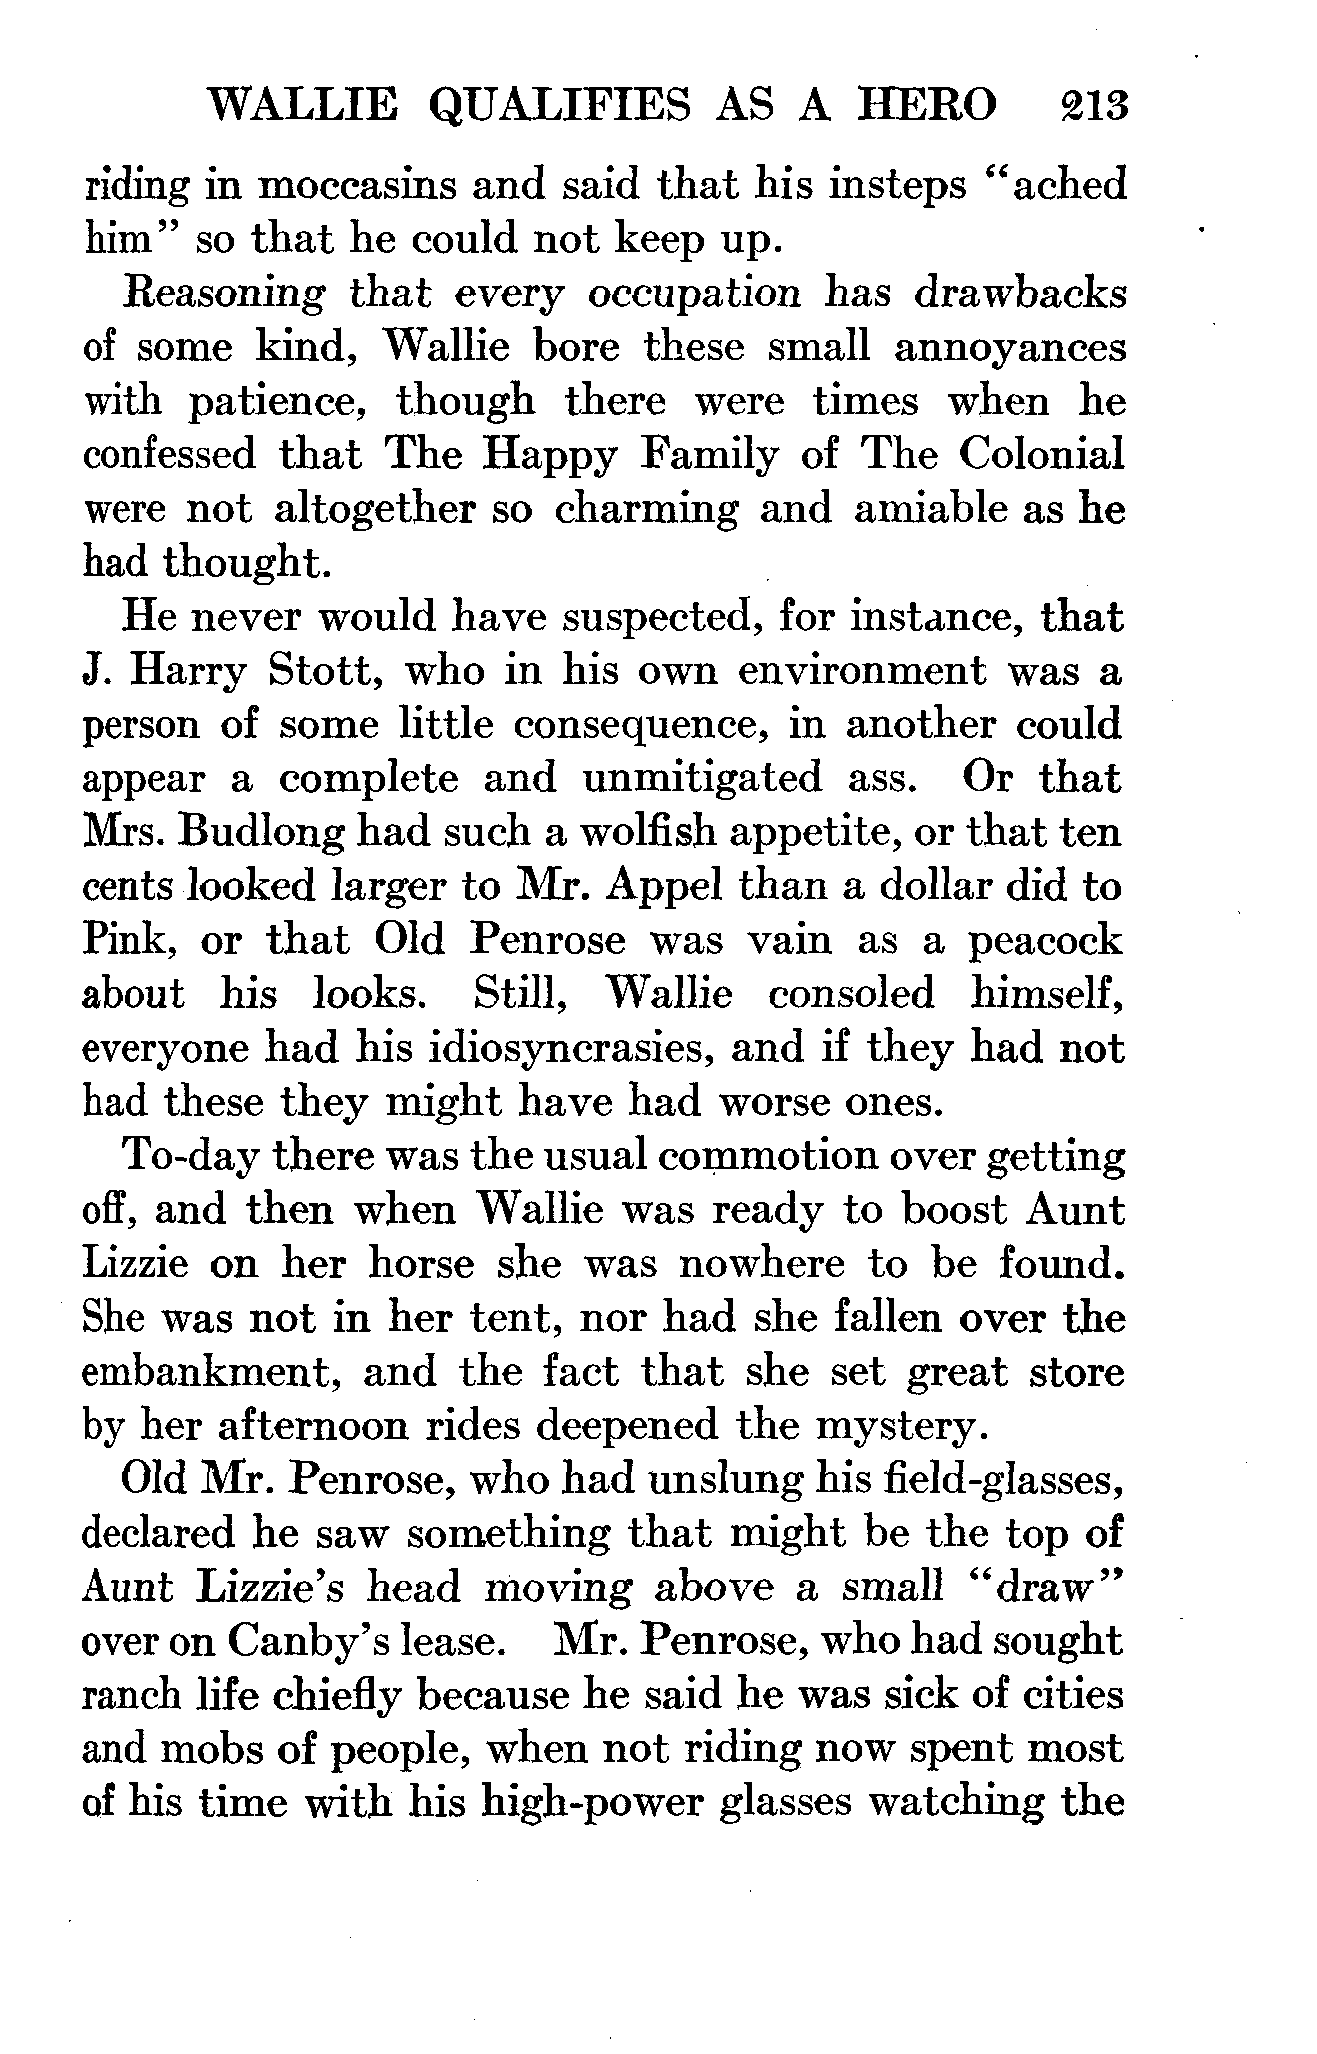 WALLIE QUALIFIES AS A HERO 213
riding in moccasins and said that his insteps “ached
him” so that he could not keep up.
Reasoning that every occupation has drawbacks
of some kind, Wallie bore these small annoyances
with patience, though there were times when he
confessed that The Happy Family of The Colonial
were not altogether so charming and amiable as he
had thought.
He never would have suspected, for instance, that
J. Harry Stott, who in his own environment was a
person of some little consequence, in another could
appear a complete and unmitigated ass. Or that
Mrs. Budlong had such a wolfish appetite, or that ten
cents looked larger to Mr. Appel than a dollar did to
Pink, or that Old Penrose was vain as a peacock
about his looks. Still, Wallie consoled himself,
everyone had his idiosyncrasies, and if they had not
had these they might have had worse ones.
To-day there was the usual commotion over getting
off, and then when Wallie was ready to boost Aunt
Lizzie on her horse she was nowhere to be found.
She was not in her tent, nor had she fallen over the
embankment, and the fact that she set great store
by her afternoon rides deepened the mystery.
Old Mr. Penrose, who had unslung his field-glasses,
declared he saw something that might be the top of
Aunt Lizzie’s head moving above a small “draw”
over on Canby’s lease. Mr. Penrose, who had sought
ranch life chiefly because he said he was sick of cities
and mobs of people, when not riding now spent most
of his time with his high-power glasses watching the